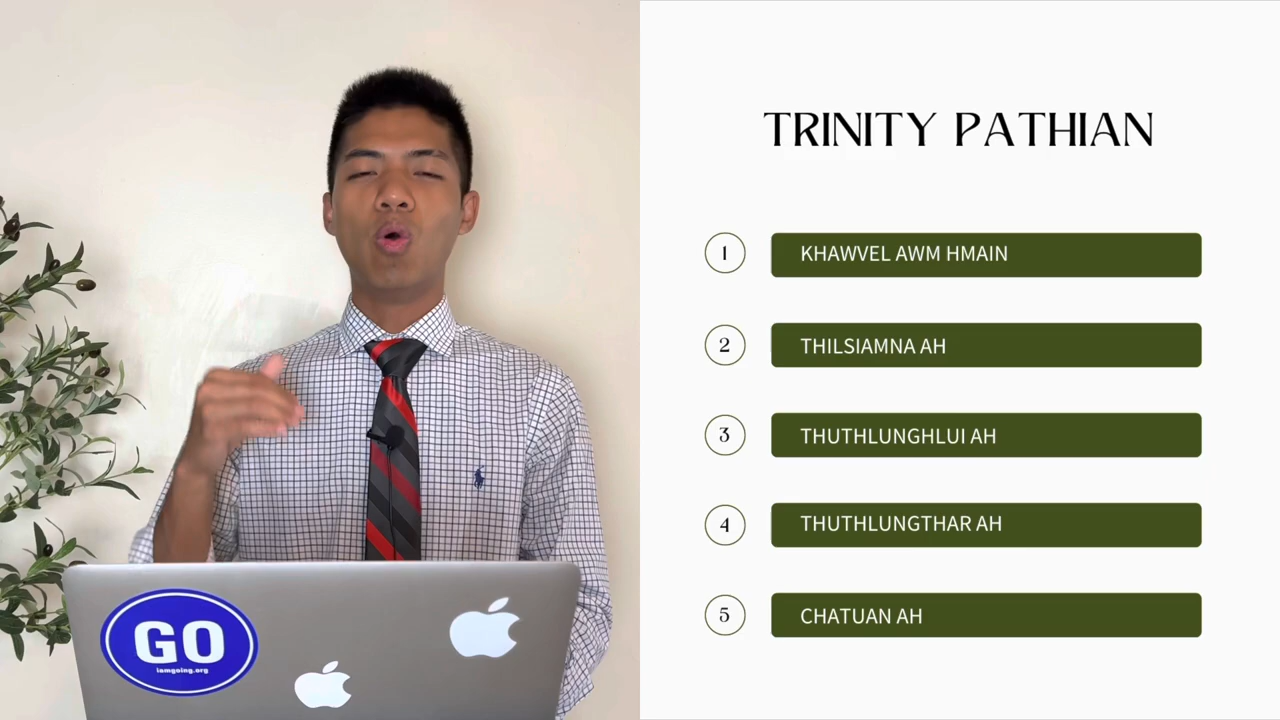 TRINITY PATHIAN
1 KHAWVEL AWM HMAIN
2 THILSIAMNA AH
3 THUTHLUNGHLUI AH
4 THUTHLUNGTHAR AH
5 CHATUAN AH
GO
iamgoing.org